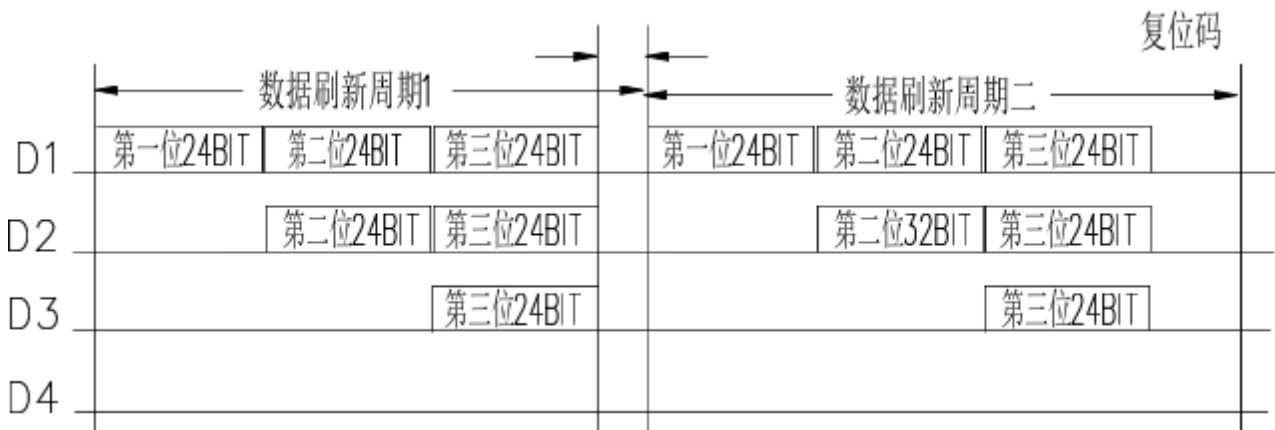 复位码
数据刷新周期1 数据刷新周期二
D1 第一位24BIT 第二位24BIT 第三位24BIT 第一位24BIT 第二位24BIT 第三位24BIT
D2 第二位24BIT 第三位24BIT 第二位32BIT 第三位24BIT
D3 第三位24BIT 第三位24BIT
D4